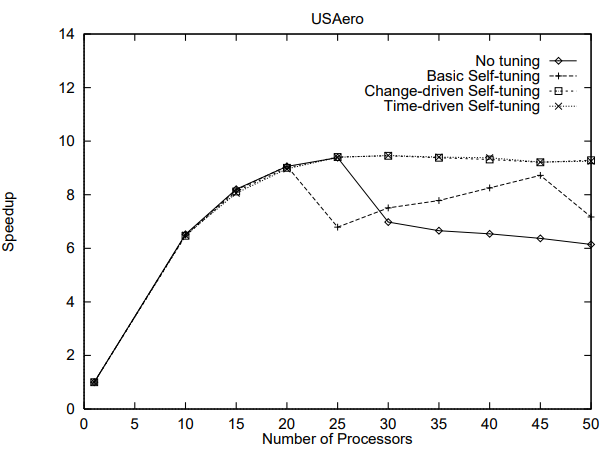 USAero
14
12
10
8
6
4
2
0
Speedup
No tuning
Basic Self-tuning
Change-driven Self-tuning
Time-driven Self-tuning
0 5 10 15 20 25 30 35 40 45 50
Number of Processors